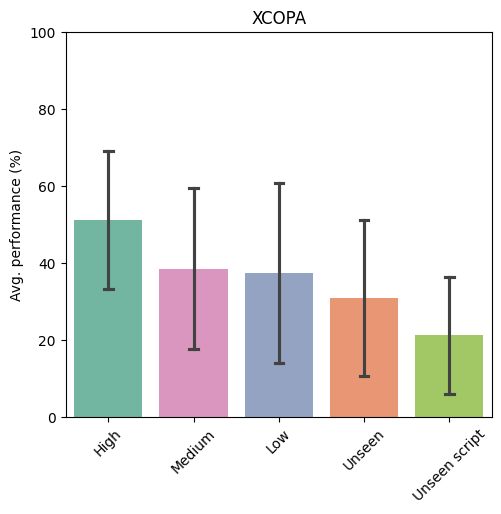 XCOPA
Avg. performance (%)
100
80
60
40
20
0
High
Medium
Low
Unseen
Unseen script